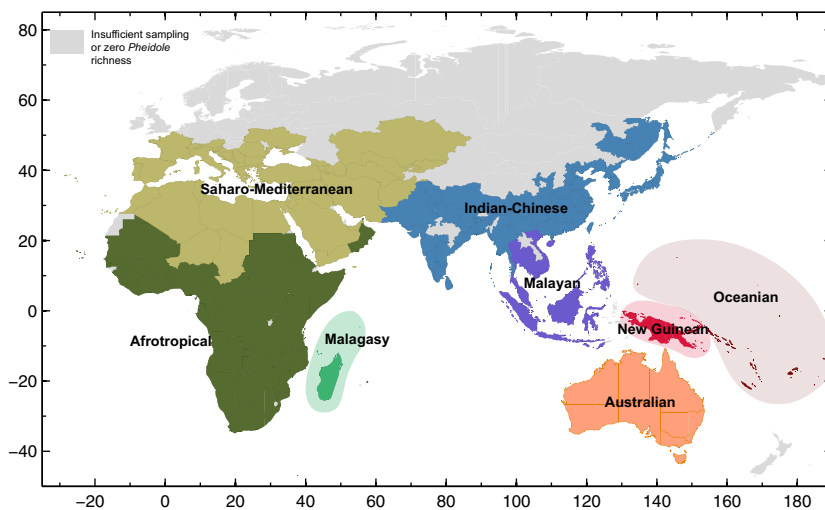 80
60
40
20
0
−20
−40
Insufficient sampling
or zero Pheidole
richness
Saharo-Mediterranean
Indian-Chinese
Malayan
Oceanian
New Guinean
Afrotropical
Malagasy
Australian
−20 0 20 40 60 80 100 120 140 160 180